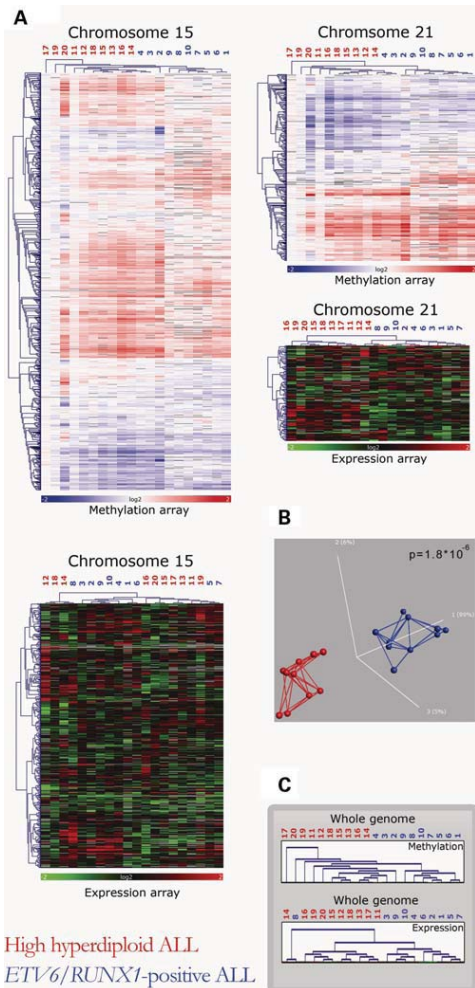 A
Chromosome 15
17 19 20 11 12 18 15 13 16 14 4 3 2 9 8 10 7 5 6 1
-2 log2 2
Methylation array
Chromosome 21
17 19 20 11 16 18 15 13 12 14 4 3 6 2 9 10 8 7 5 1
-2 log2 2
Methylation array
Chromosome 21
16 19 20 15 18 13 17 11 12 14 8 9 10 2 4 6 3 1 5 7
-2 log2 2
Expression array
Chromosome 15
12 18 14 8 3 2 9 10 4 1 6 16 20 15 17 13 11 19 5 7
-2 log2 2
Expression array
B
p=1.8*10-6
2 (6%)
3 (5%)
C
Whole genome
17 20 19 11 12 18 15 13 16 14 4 3 2 9 8 10 7 5 6 1
Methylation
Whole genome
14 8 16 19 20 15 12 18 13 17 11 3 4 10 9 6 2 1 5 7
Expression
High hyperdiploid ALL
ETV6/RUNX1-positive ALL